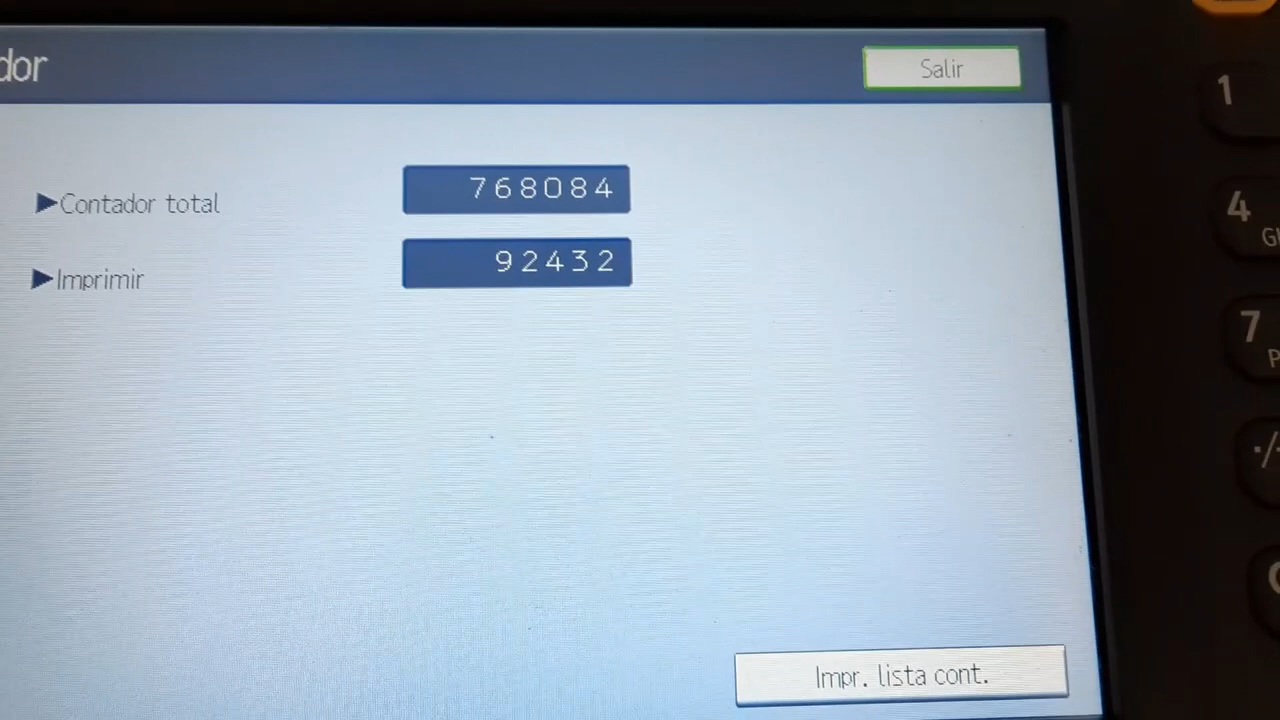 dor
Salir
Contador total
768084
Imprimir
92432
Impr. lista cont.
1
4
7